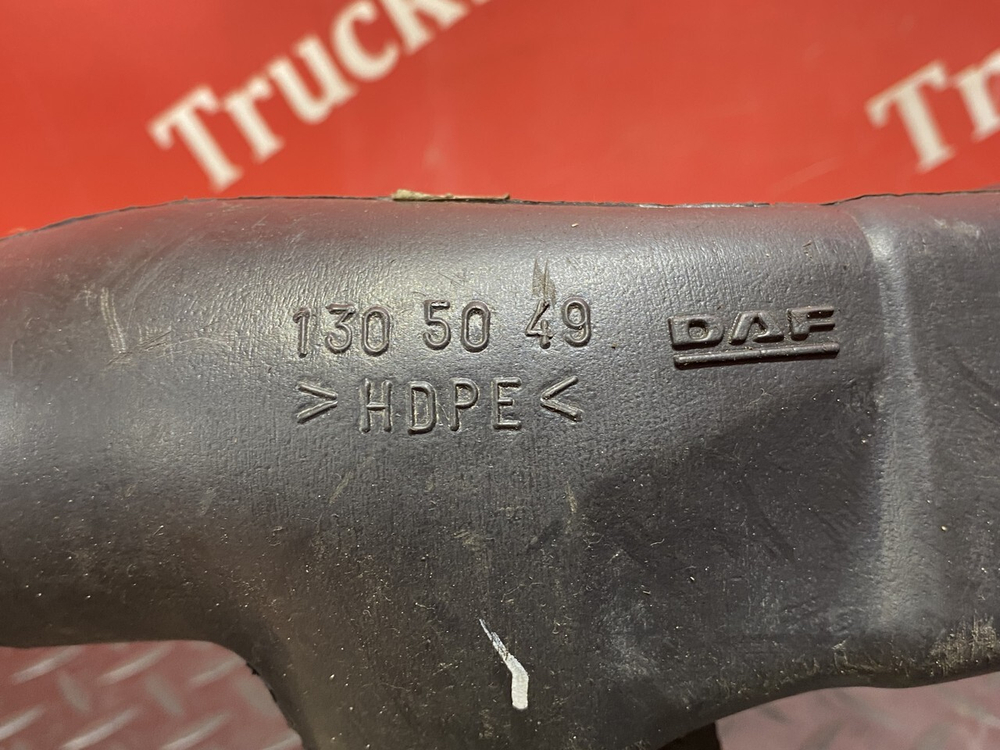 Truck
Tr
130 50 49
DAF
>HDPE<